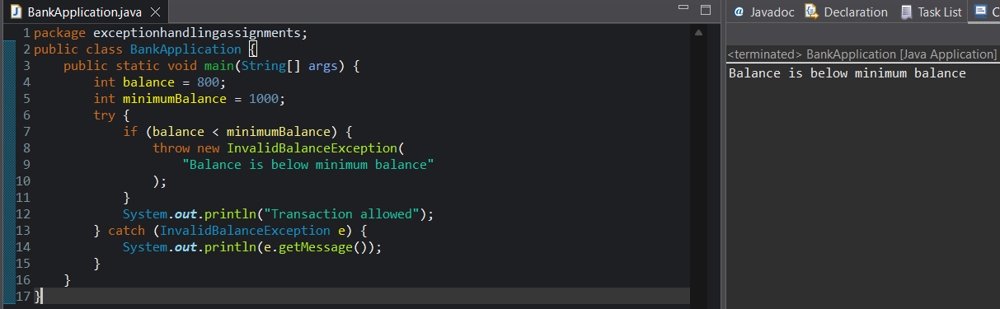 BankApplication.java
1 package exceptionhandlingassignments;
2 public class BankApplication {
3     public static void main(String[] args) {
4         int balance = 800;
5         int minimumBalance = 1000;
6         try {
7             if (balance < minimumBalance) {
8                 throw new InvalidBalanceException(
9                     "Balance is below minimum balance"
10                 );
11             }
12             System.out.println("Transaction allowed");
13         } catch (InvalidBalanceException e) {
14             System.out.println(e.getMessage());
15         }
16     }
17 }
@ Javadoc Declaration Task List C
<terminated> BankApplication [Java Application]
Balance is below minimum balance